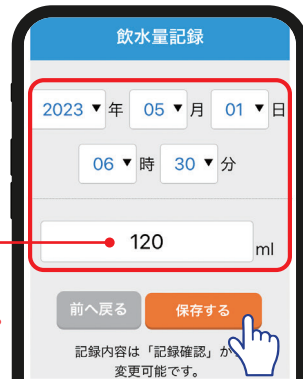 飲水量記録
2023 ▼ 年 05 ▼ 月 01 ▼ 日
06 ▼ 時 30 ▼ 分
120 ml
前へ戻る 保存する
記録内容は「記録確認」か
変更可能です。